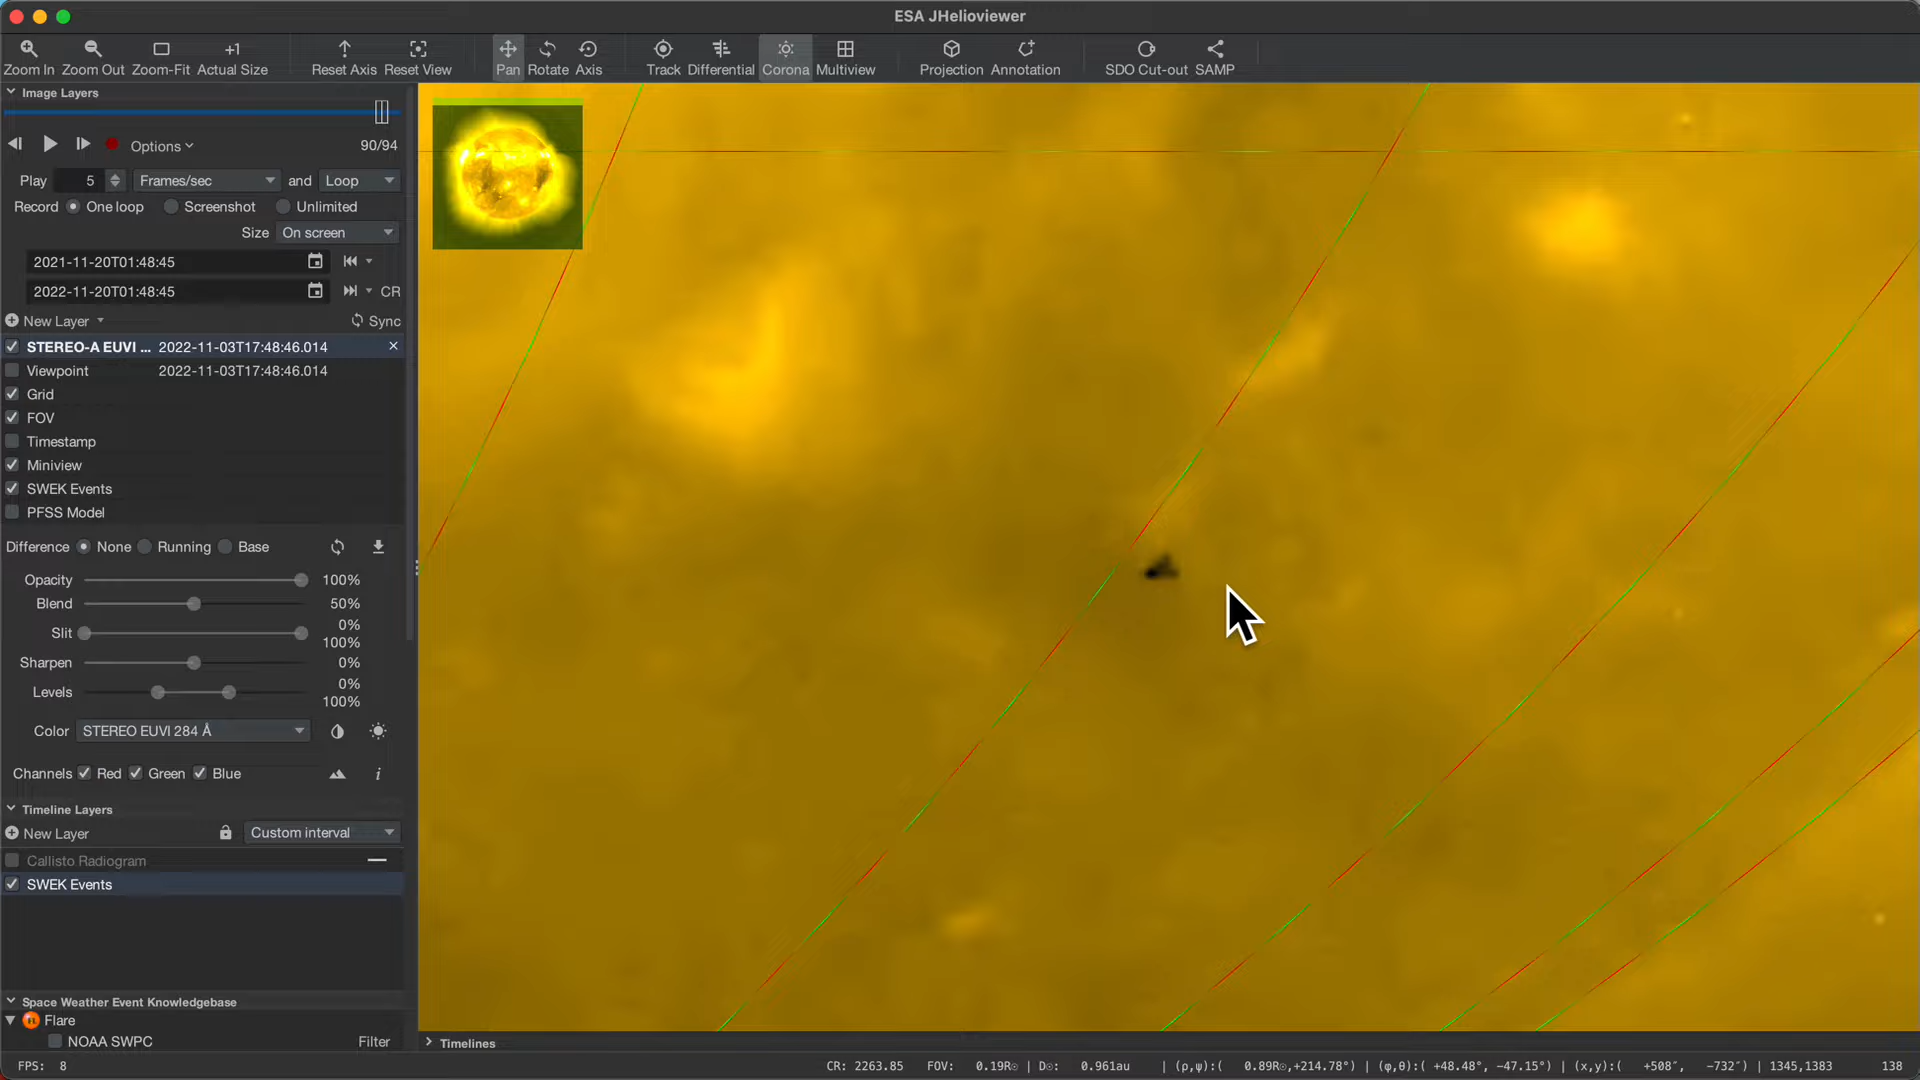 ESA JHelioviewer
Zoom In Zoom Out Zoom-Fit Actual Size Reset Axis Reset View Pan Rotate Axis Track Differential Corona Multiview Projection Annotation SDO Cut-out SAMP
+1
Image Layers
Options 90/94
Play 5 Frames/sec and Loop
Record One loop Screenshot Unlimited
Size On screen
2021-11-20T01:48:45
2022-11-20T01:48:45 CR
New Layer Sync
STEREO-A EUVI ... 2022-11-03T17:48:46.014
Viewpoint 2022-11-03T17:48:46.014
Grid
FOV
Timestamp
Miniview
SWEK Events
PFSS Model
Difference None Running Base
Opacity 100%
Blend 50%
Slit 0%
100%
Sharpen 0%
Levels 0%
100%
Color STEREO EUVI 284 Å
Channels Red Green Blue i
Timeline Layers
New Layer Custom interval
Callisto Radiogram
SWEK Events
Space Weather Event Knowledgebase
Flare
NOAA SWPC Filter
Timelines
FPS: 8 CR: 2263.85 FOV: 0.19R☉ D☉: 0.961au | (ρ,ψ):( 0.89R☉,+214.78°) | (φ,θ):( +48.48°, -47.15°) | (x,y):( +508″, -732″) | 1345,1383 138